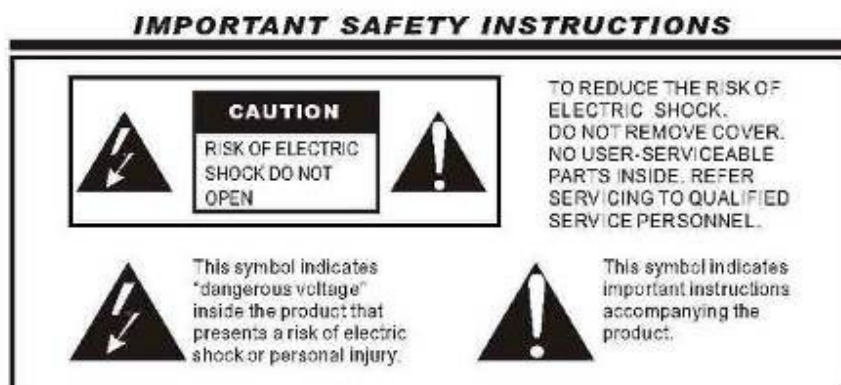 IMPORTANT SAFETY INSTRUCTIONS
CAUTION
RISK OF ELECTRIC
SHOCK DO NOT
OPEN
TO REDUCE THE RISK OF
ELECTRIC SHOCK.
DO NOT REMOVE COVER.
NO USER-SERVICEABLE
PARTS INSIDE. REFER
SERVICING TO QUALIFIED
SERVICE PERSONNEL.
This symbol indicates
"dangerous voltage"
inside the product that
presents a risk of electric
shock or personal injury.
This symbol indicates
important instructions
accompanying the
product.